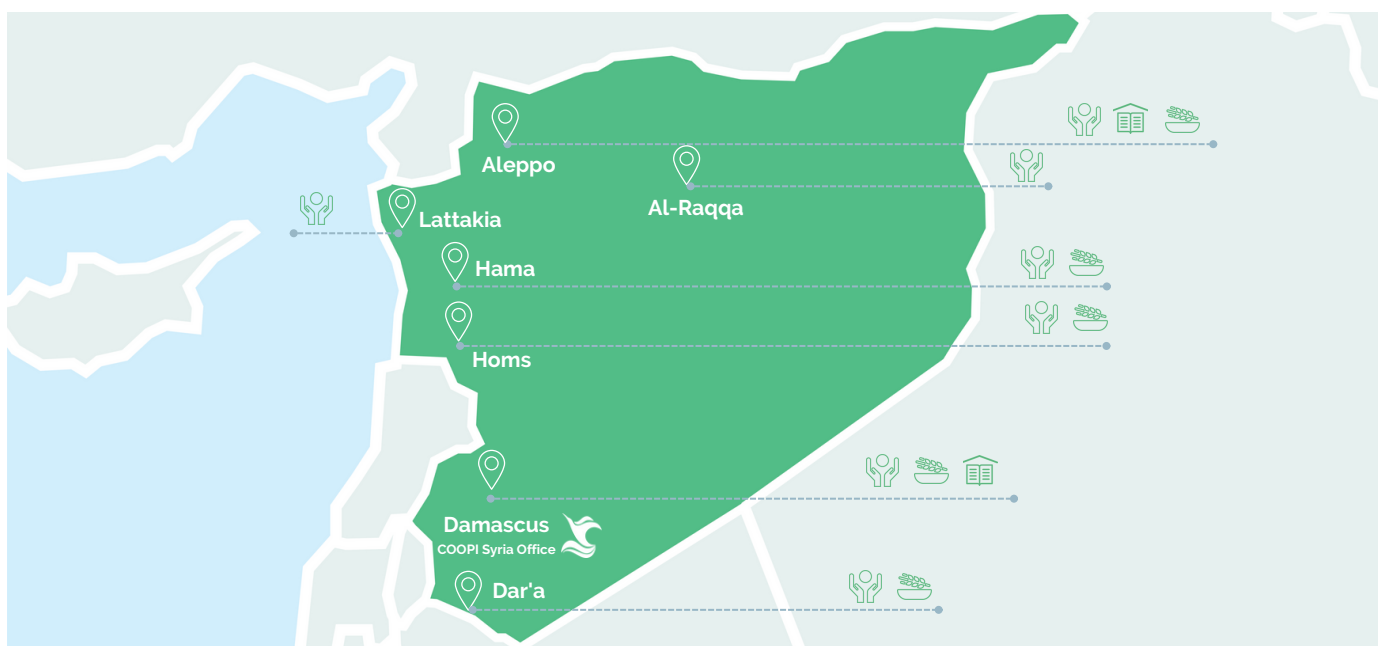 Aleppo
Al-Raqqa
Lattakia
Hama
Homs
Damascus
COOPI Syria Office
Dar'a